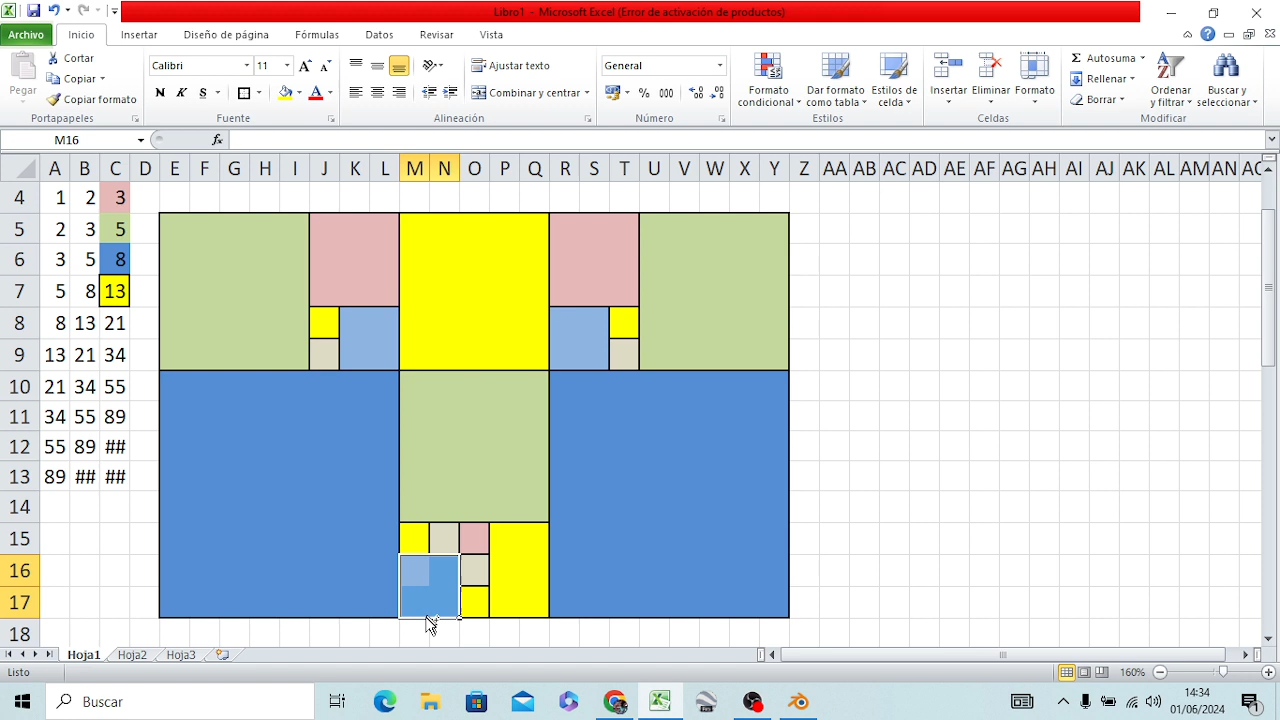 Libro1 - Microsoft Excel (Error de activación de productos)
Archivo Inicio Insertar Diseño de página Fórmulas Datos Revisar Vista
Pegar
Cortar
Copiar
Copiar formato
Portapapeles
Calibri 11
N K S
Fuente
Ajustar texto
Combinar y centrar
Alineación
General
% 000
Número
Formato condicional
Dar formato como tabla
Estilos de celda
Estilos
Insertar Eliminar Formato
Celdas
Autosuma
Rellenar
Borrar
Ordenar y filtrar
Buscar y seleccionar
Modificar
M16 fx
A B C D E F G H I J K L M N O P Q R S T U V W X Y Z AA AB AC AD AE AF AG AH AI AJ AK AL AM AN
4 1 2 3
5 2 3 5
6 3 5 8
7 5 8 13
8 8 13 21
9 13 21 34
10 21 34 55
11 34 55 89
12 55 89 ##
13 89 ## ##
14
15
16
17
18
Hoja1 Hoja2 Hoja3
Listo 160%
Buscar
14:34
01/06/2024